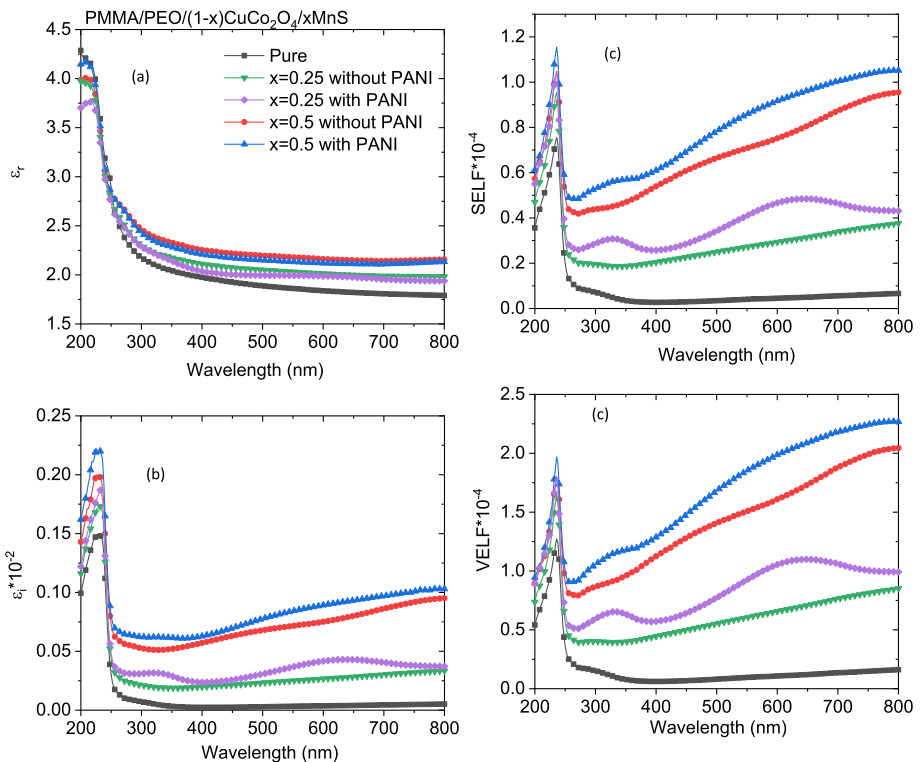 PMMA/PEO/(1-x)CuCo₂O₄/xMnS
4.5
4.0
3.5
3.0
2.5
2.0
1.5
εr
(a)
Pure
x=0.25 without PANI
x=0.25 with PANI
x=0.5 without PANI
x=0.5 with PANI
200 300 400 500 600 700 800
Wavelength (nm)
1.2
1.0
0.8
0.6
0.4
0.2
0.0
SELF*10⁻⁴
(c)
200 300 400 500 600 700 800
Wavelength (nm)
0.25
0.20
0.15
0.10
0.05
0.00
εi*10⁻²
(b)
200 300 400 500 600 700 800
Wavelength (nm)
2.5
2.0
1.5
1.0
0.5
0.0
VELF*10⁻⁴
(c)
200 300 400 500 600 700 800
Wavelength (nm)